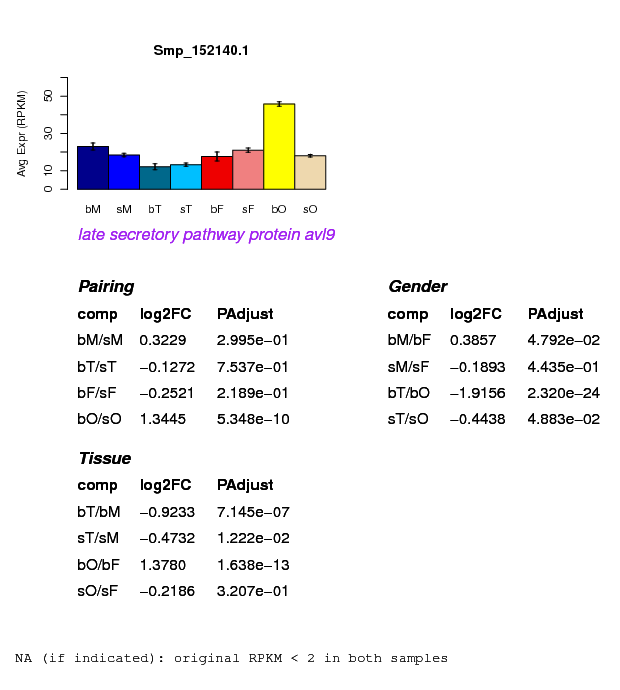 Smp_152140.1
Avg Expr (RPKM)
0 10 30 50
bM sM bT sT bF sF bO sO
late secretory pathway protein avl9
Pairing
comp log2FC PAdjust
bM/sM 0.3229 2.995e−01
bT/sT −0.1272 7.537e−01
bF/sF −0.2521 2.189e−01
bO/sO 1.3445 5.348e−10
Gender
comp log2FC PAdjust
bM/bF 0.3857 4.792e−02
sM/sF −0.1893 4.435e−01
bT/bO −1.9156 2.320e−24
sT/sO −0.4438 4.883e−02
Tissue
comp log2FC PAdjust
bT/bM −0.9233 7.145e−07
sT/sM −0.4732 1.222e−02
bO/bF 1.3780 1.638e−13
sO/sF −0.2186 3.207e−01
NA (if indicated): original RPKM < 2 in both samples